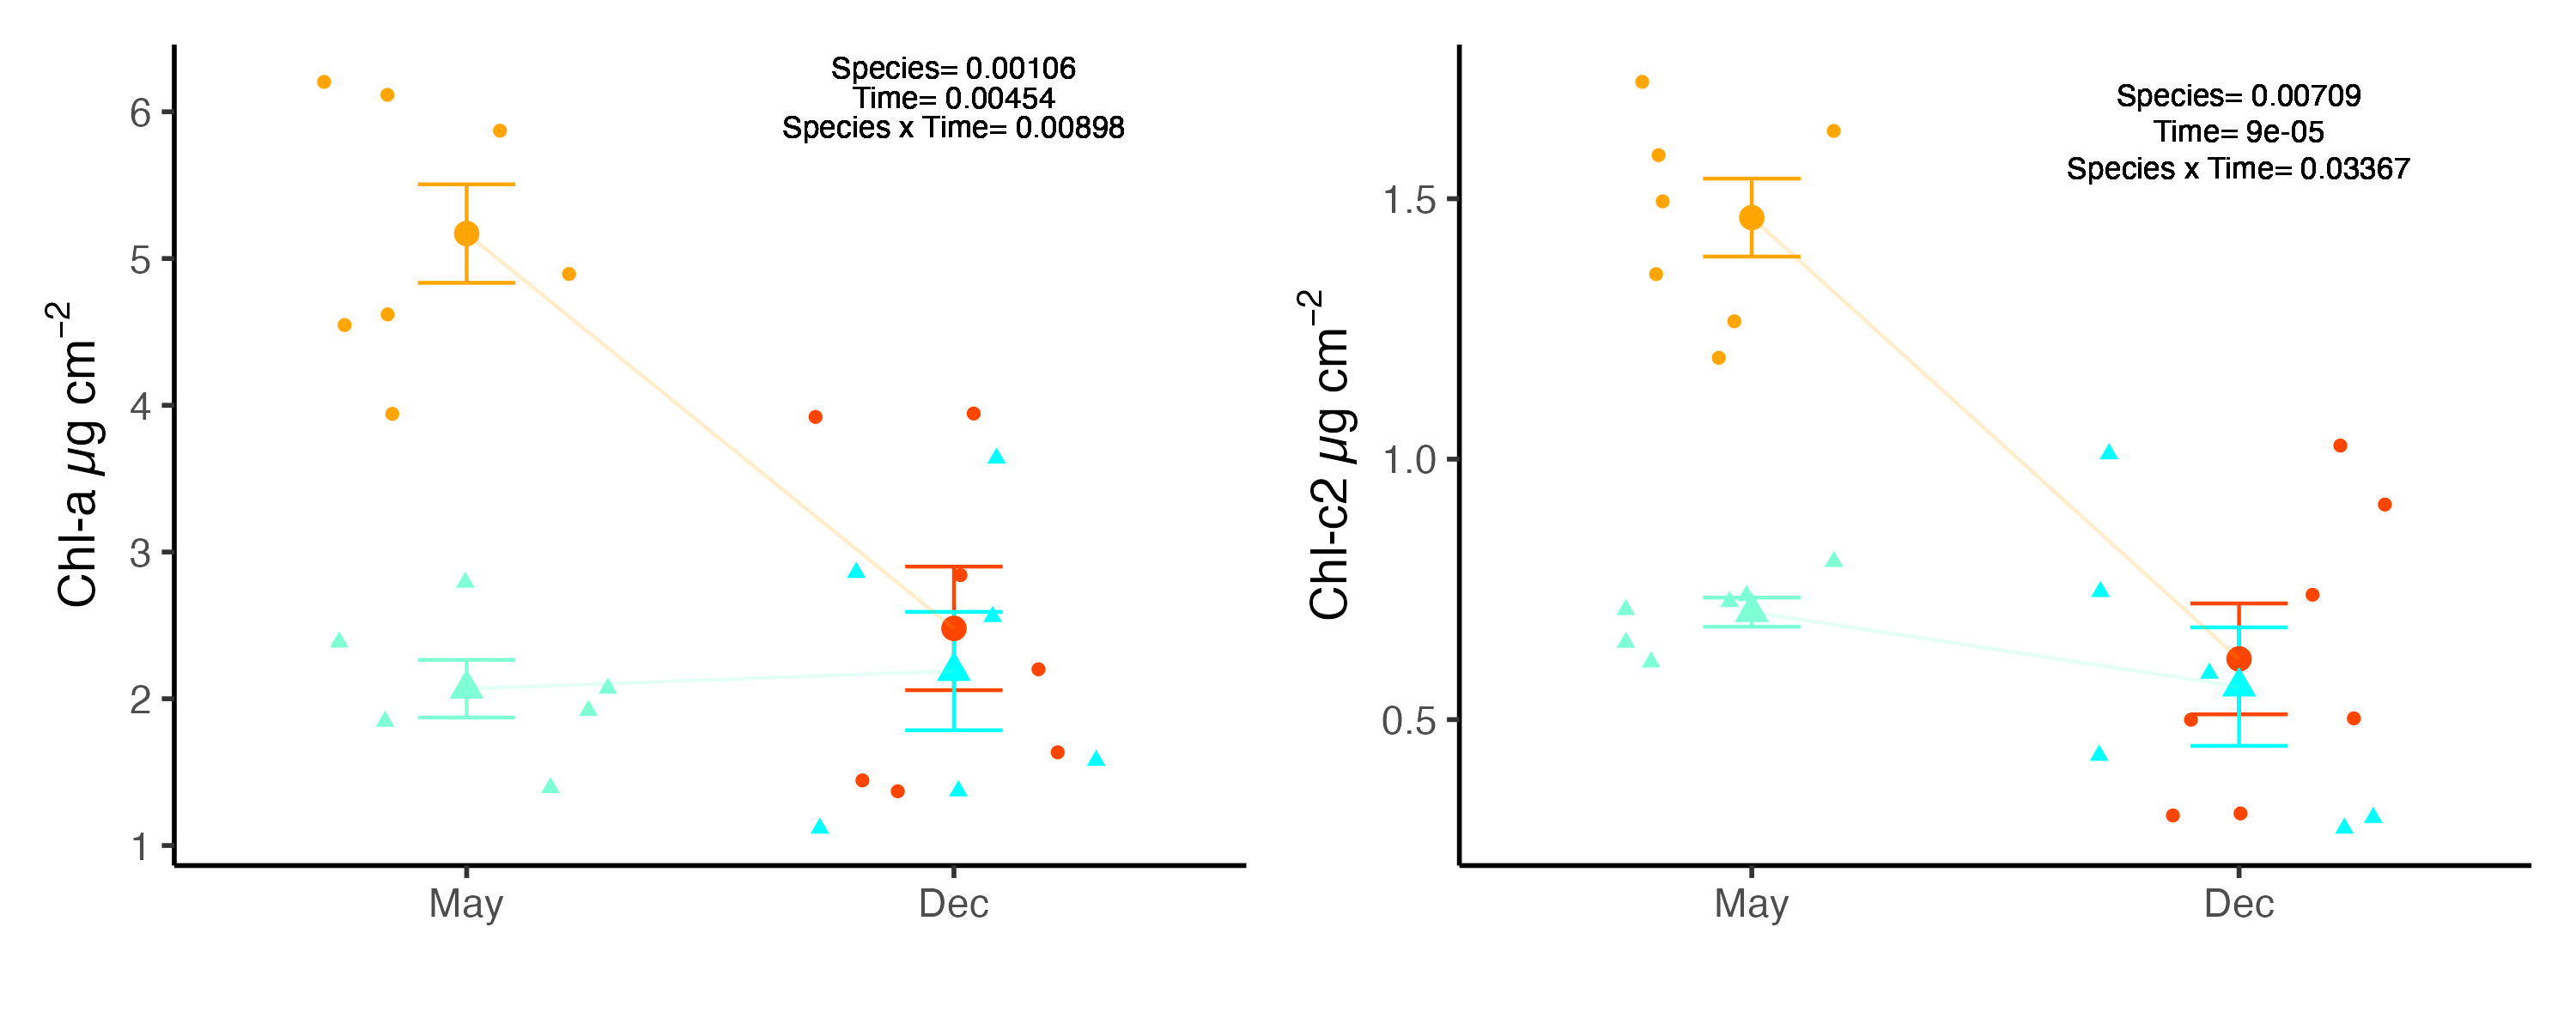 Species= 0.00106
Time= 0.00454
Species x Time= 0.00898
6
5
4
3
2
1
Chl-a µg cm⁻²
May
Dec
Species= 0.00709
Time= 9e-05
Species x Time= 0.03367
1.5
1.0
0.5
Chl-c2 µg cm⁻²
May
Dec